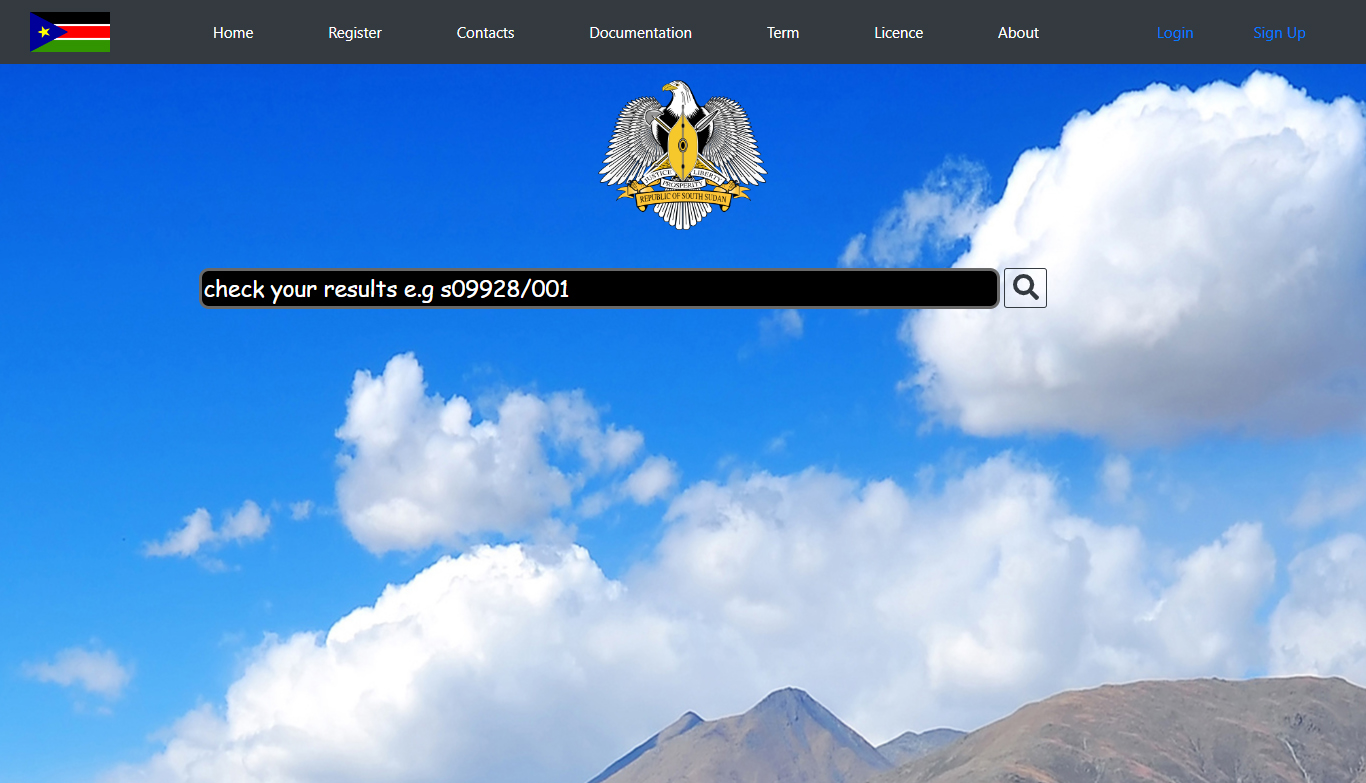 Home Register Contacts Documentation Term Licence About Login Sign Up
JUSTICE LIBERTY
PROSPERITY
REPUBLIC OF SOUTH SUDAN
check your results e.g s09928/001